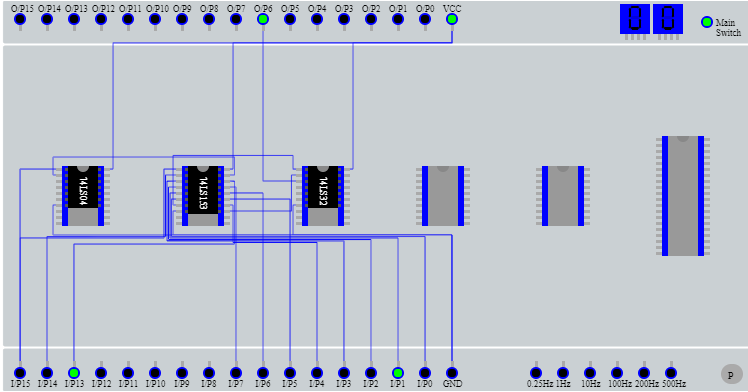 O/P15 O/P14 O/P13 O/P12 O/P11 O/P10 O/P9 O/P8 O/P7 O/P6 O/P5 O/P4 O/P3 O/P2 O/P1 O/P0 VCC
00
Main
Switch
74LS04
74LS153
74LS32
I/P15 I/P14 I/P13 I/P12 I/P11 I/P10 I/P9 I/P8 I/P7 I/P6 I/P5 I/P4 I/P3 I/P2 I/P1 I/P0 GND
0.25Hz 1Hz 10Hz 100Hz 200Hz 500Hz
P